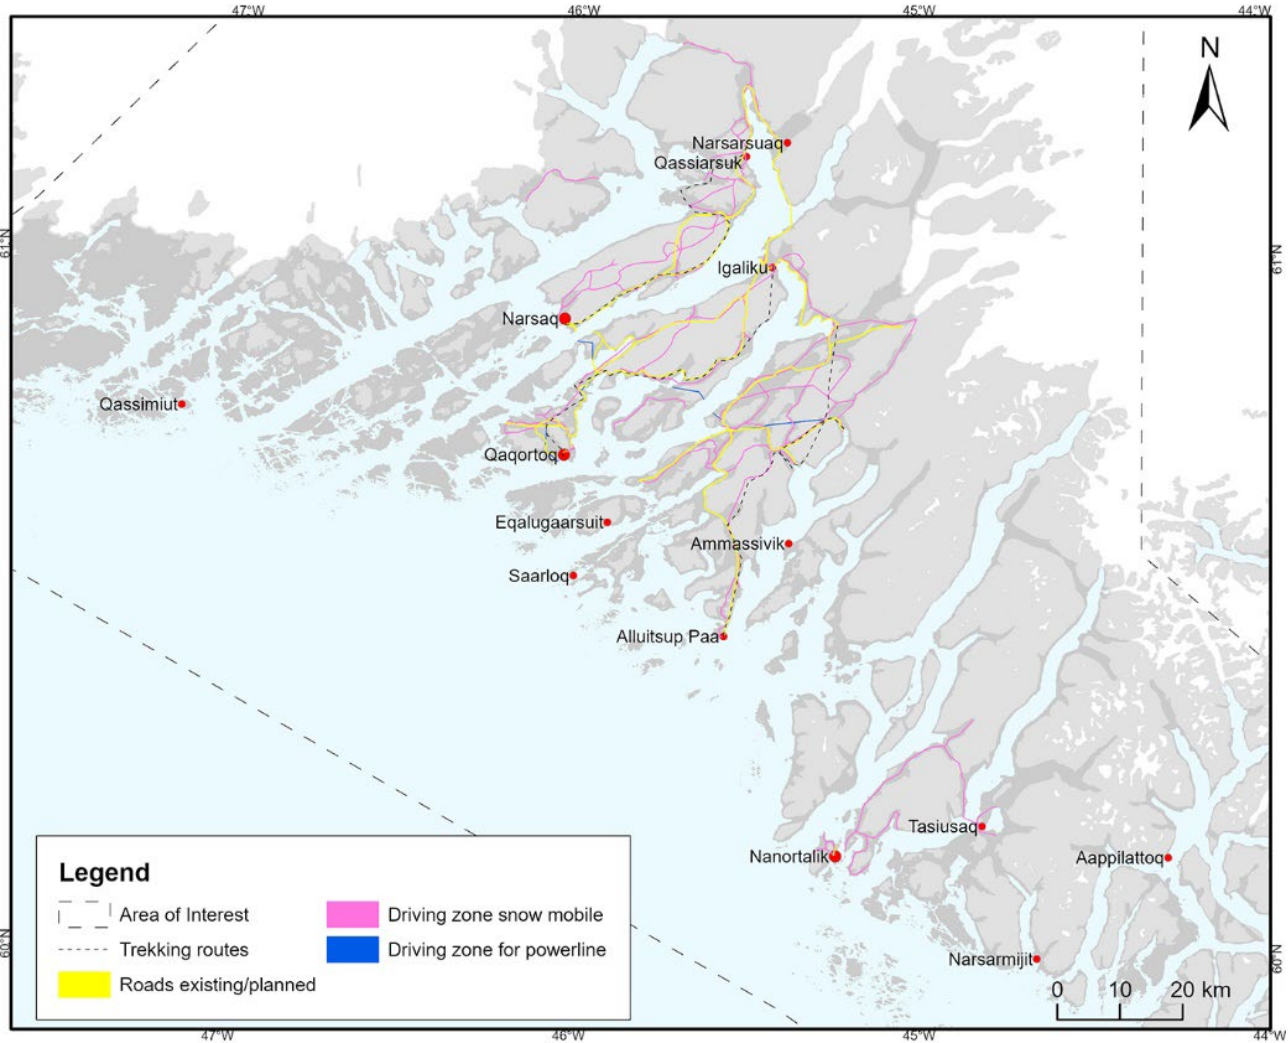 47°W 46°W 45°W 44°W
N
Narsarsuaq
Qassiarsuk
61°N
61°N
Igaliku
Narsaq
Qassimiut
Qaqortoq
Eqalugaarsuit
Ammassivik
Saarloq
Alluitsup Paa
Tasiusaq
Nanortalik
Aappilattoq
Legend
Area of Interest
Driving zone snow mobile
Trekking routes
Driving zone for powerline
Roads existing/planned
60°N
60°N
Narsarmijit
0 10 20 km
47°W 46°W 45°W 44°W